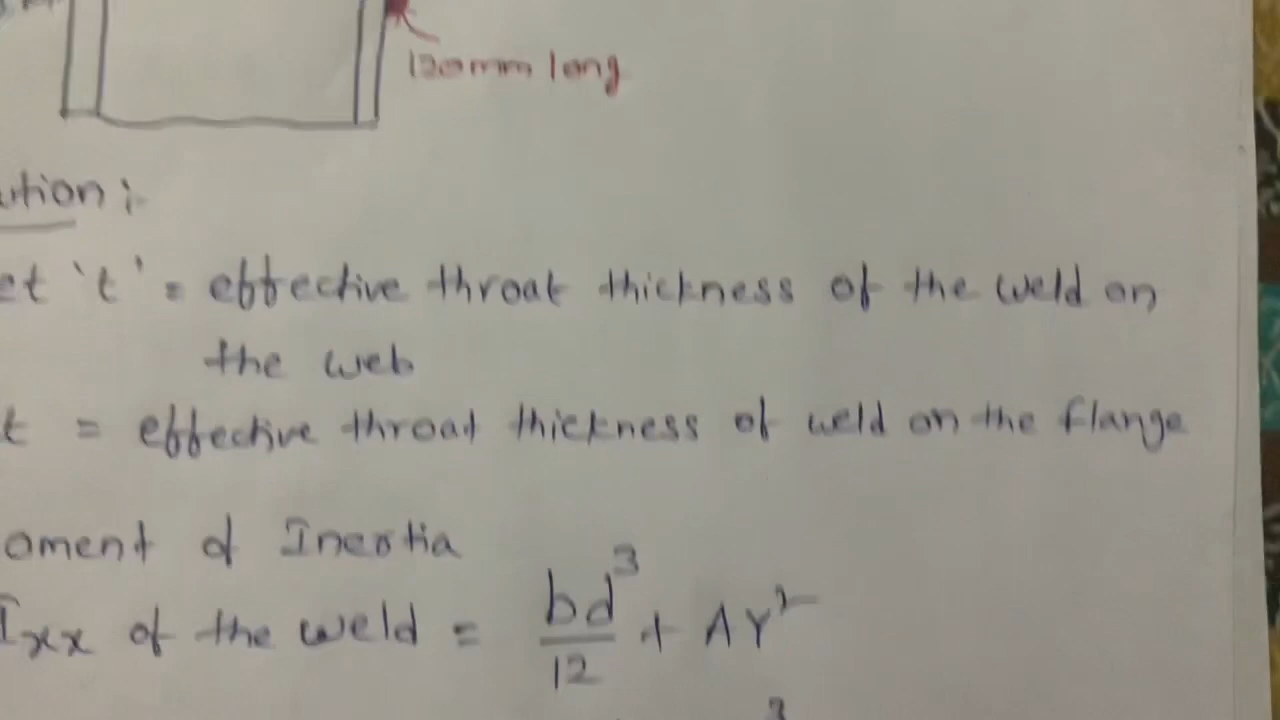 120mm long
ution:
et 't' = effective throat thickness of the weld on
the web
t = effective throat thickness of weld on the flange
oment of Inertia
Ixx of the weld = bd³/12 + AY²
3